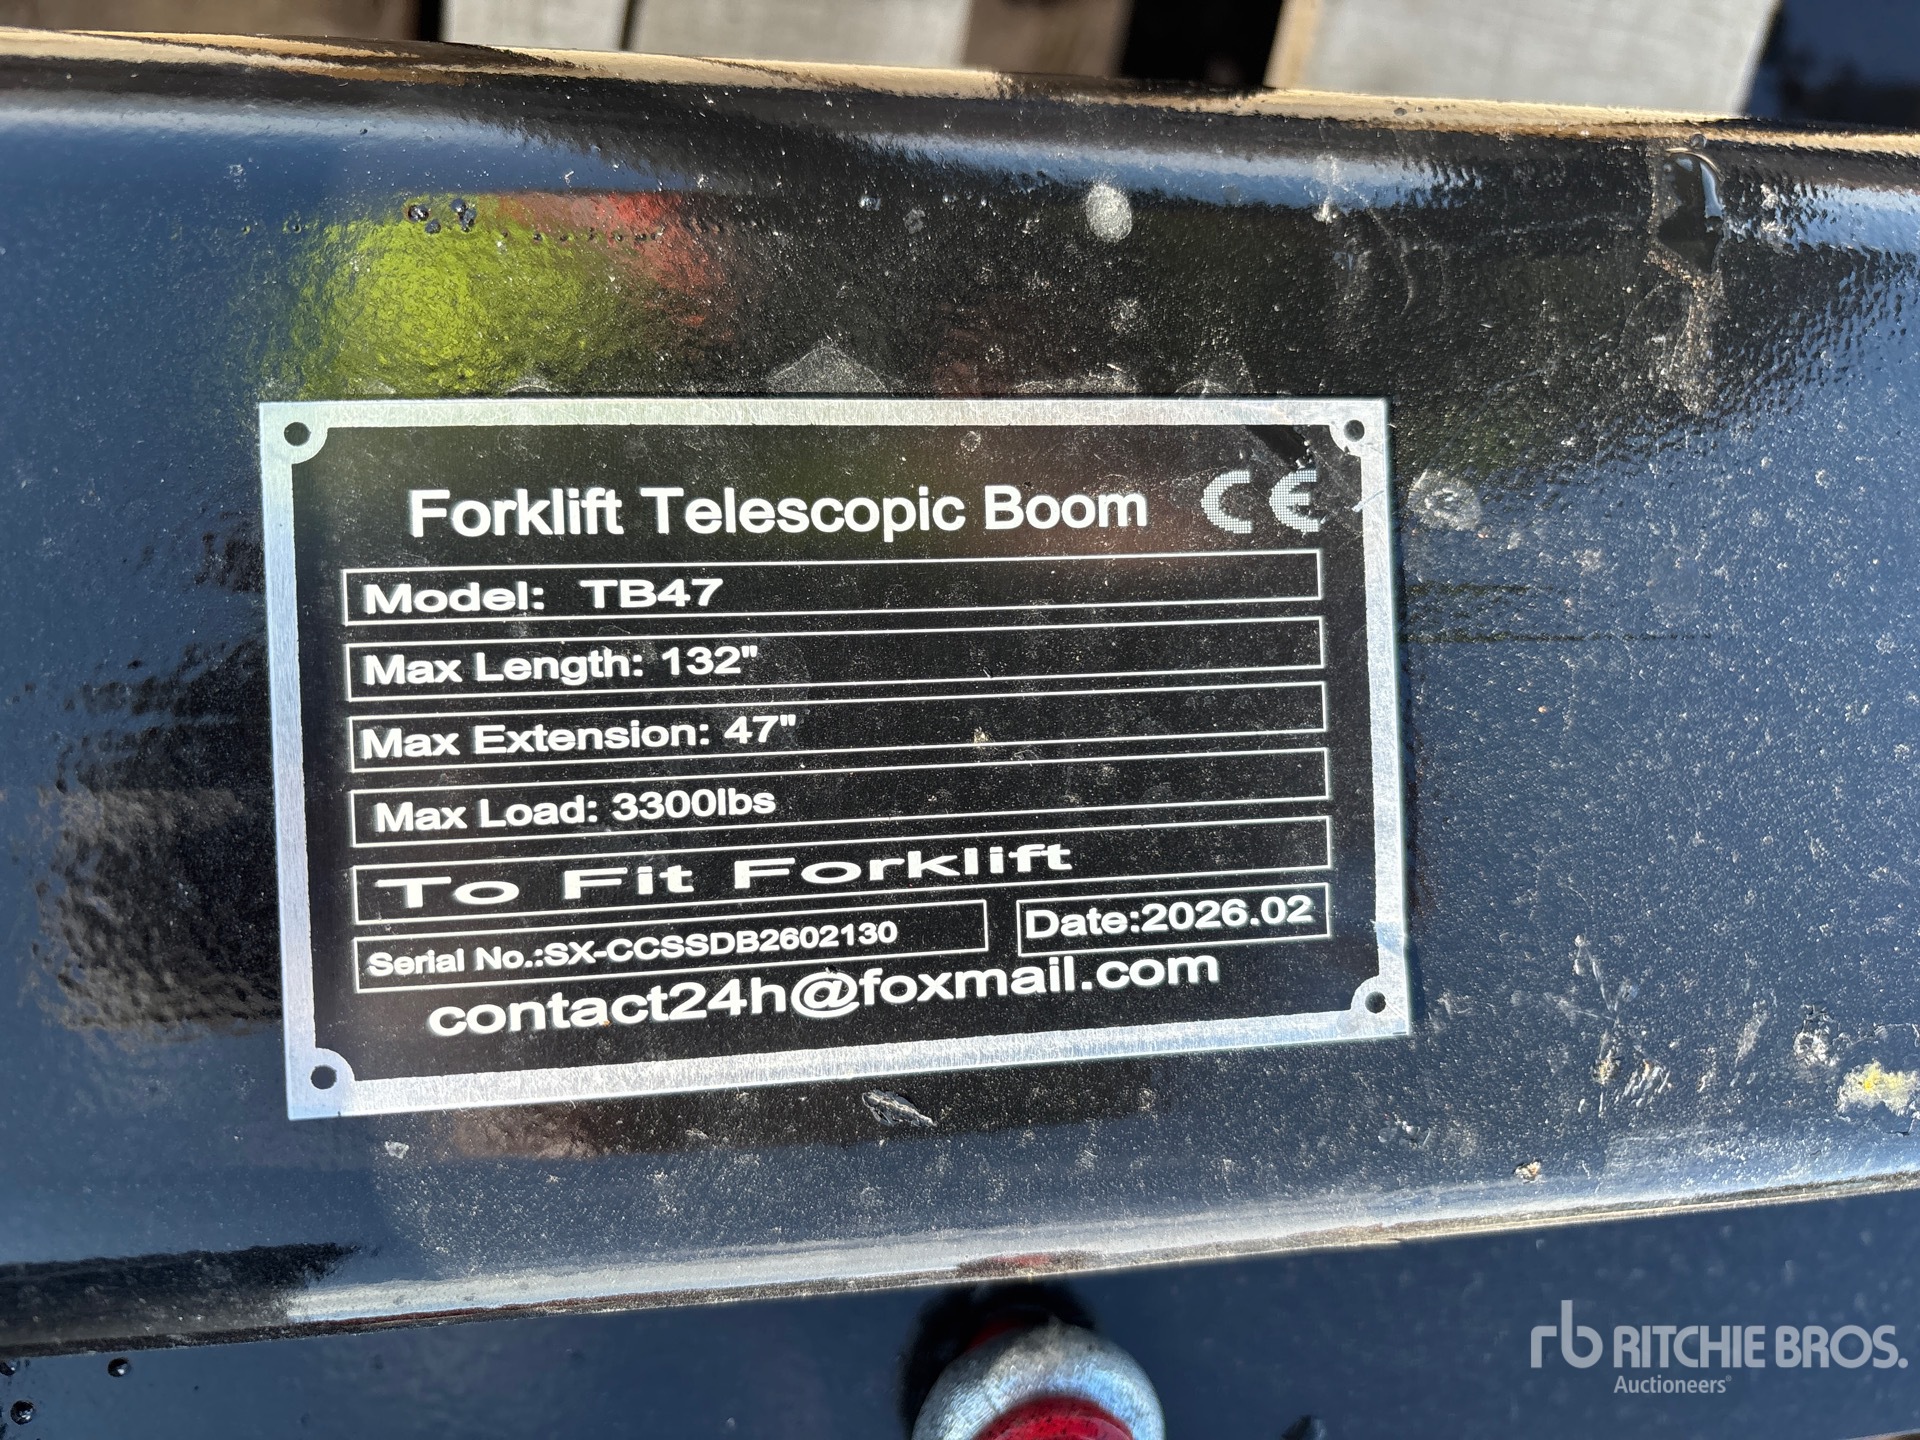 Forklift Telescopic Boom CE
Model: TB47
Max Length: 132"
Max Extension: 47"
Max Load: 3300lbs
To Fit Forklift
Serial No.:SX-CCSSDB2602130
Date:2026.02
contact24h@foxmail.com
rb RITCHIE BROS.
Auctioneers